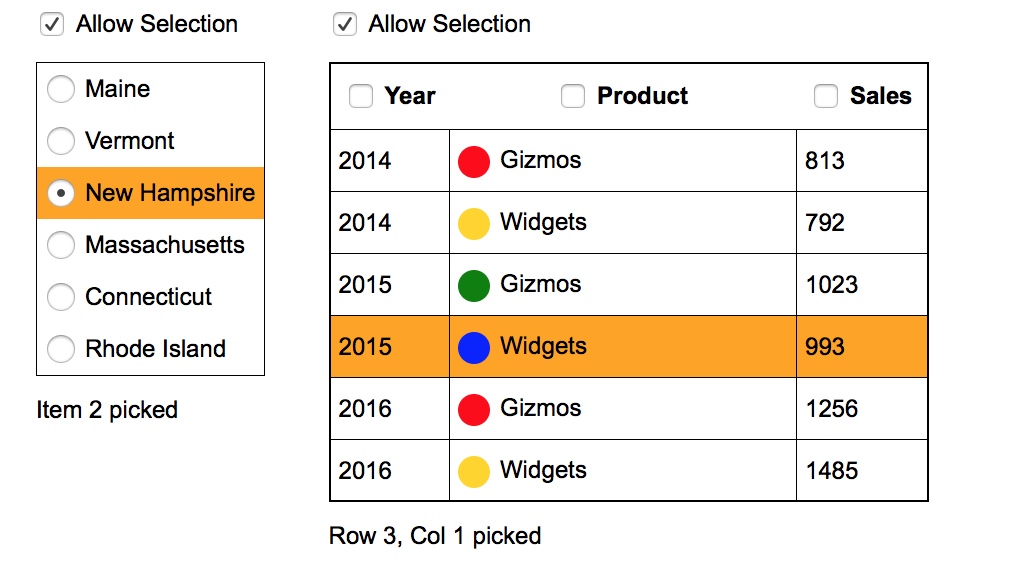 Allow Selection
Maine
Vermont
New Hampshire
Massachusetts
Connecticut
Rhode Island
Item 2 picked
Allow Selection
Year Product Sales
2014 Gizmos 813
2014 Widgets 792
2015 Gizmos 1023
2015 Widgets 993
2016 Gizmos 1256
2016 Widgets 1485
Row 3, Col 1 picked